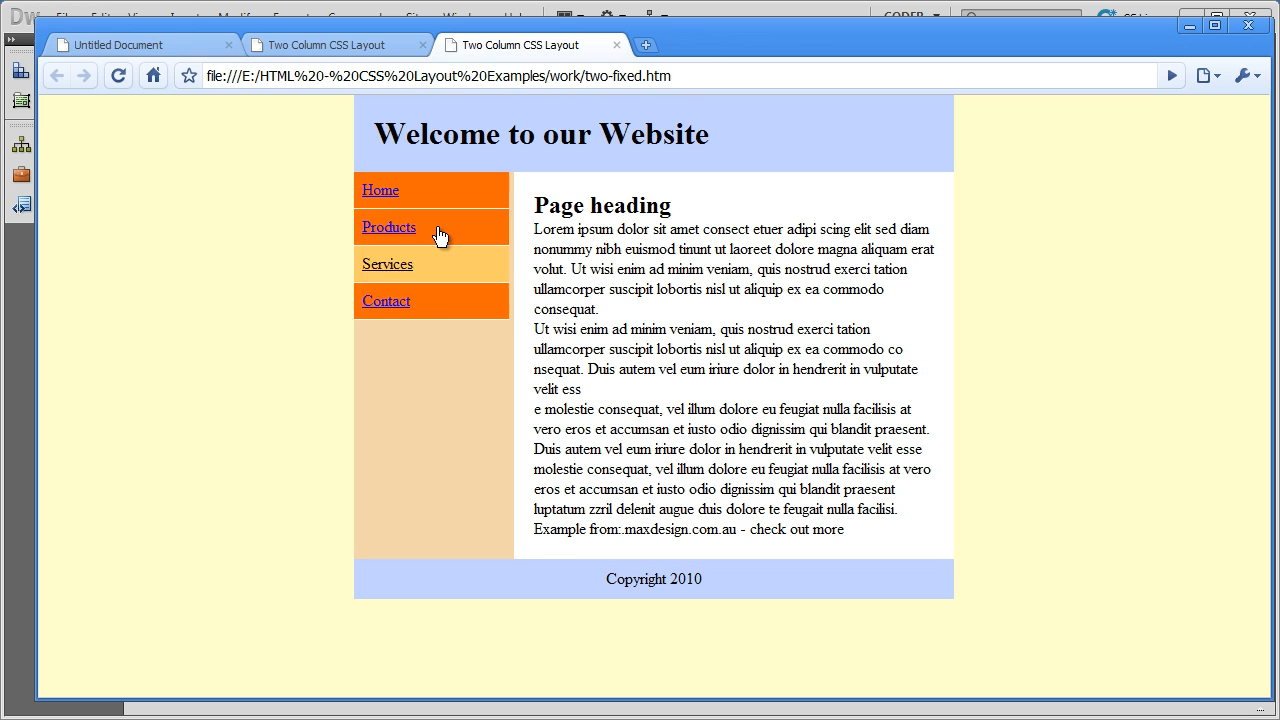 Dw
Untitled Document
Two Column CSS Layout
Two Column CSS Layout
file:///E:/HTML%20-%20CSS%20Layout%20Examples/work/two-fixed.htm
Welcome to our Website
Home
Products
Services
Contact
Page heading
Lorem ipsum dolor sit amet consect etuer adipi scing elit sed diam
nonummy nibh euismod tinunt ut laoreet dolore magna aliquam erat
volut. Ut wisi enim ad minim veniam, quis nostrud exerci tation
ullamcorper suscipit lobortis nisl ut aliquip ex ea commodo
consequat.
Ut wisi enim ad minim veniam, quis nostrud exerci tation
ullamcorper suscipit lobortis nisl ut aliquip ex ea commodo co
nsequat. Duis autem vel eum iriure dolor in hendrerit in vulputate
velit ess
e molestie consequat, vel illum dolore eu feugiat nulla facilisis at
vero eros et accumsan et iusto odio dignissim qui blandit praesent.
Duis autem vel eum iriure dolor in hendrerit in vulputate velit esse
molestie consequat, vel illum dolore eu feugiat nulla facilisis at vero
eros et accumsan et iusto odio dignissim qui blandit praesent
luptatum zzril delenit augue duis dolore te feugait nulla facilisi.
Example from:.maxdesign.com.au - check out more
Copyright 2010